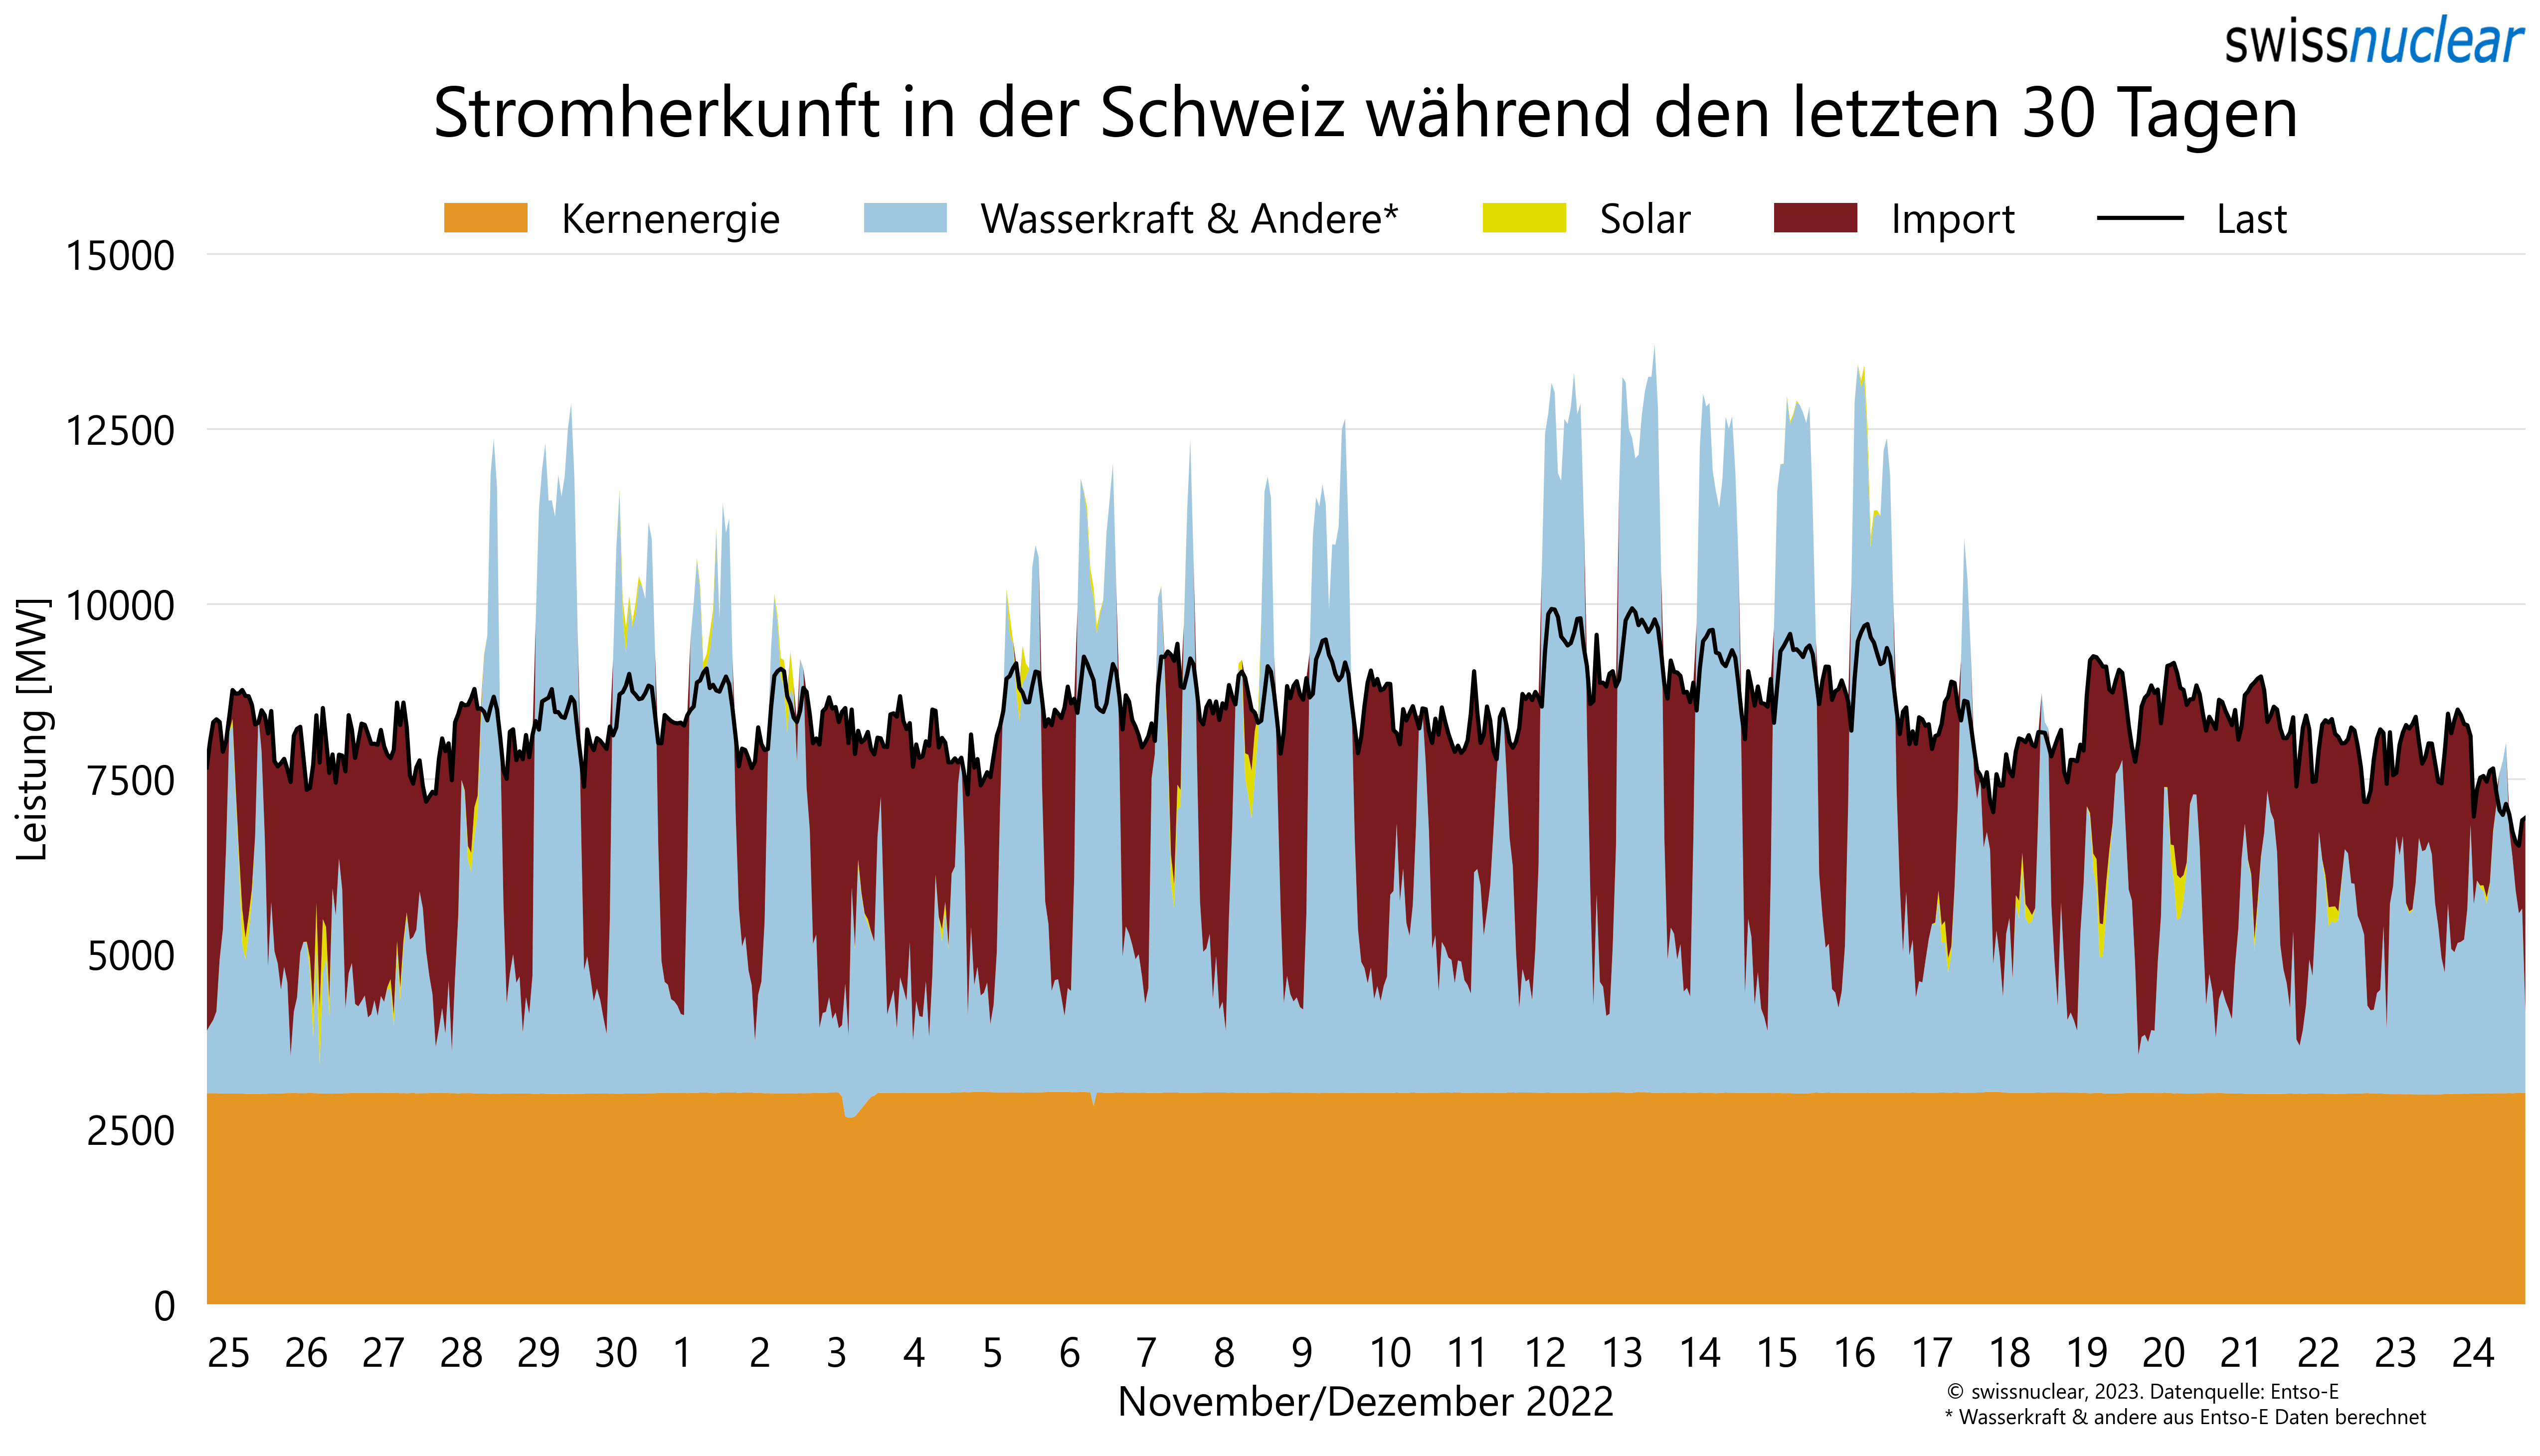 swissnuclear
Stromherkunft in der Schweiz während den letzten 30 Tagen
Kernenergie Wasserkraft & Andere* Solar Import Last
15000
12500
10000
7500
5000
2500
0
Leistung [MW]
25 26 27 28 29 30 1 2 3 4 5 6 7 8 9 10 11 12 13 14 15 16 17 18 19 20 21 22 23 24
November/Dezember 2022
© swissnuclear, 2023. Datenquelle: Entso-E
* Wasserkraft & andere aus Entso-E Daten berechnet